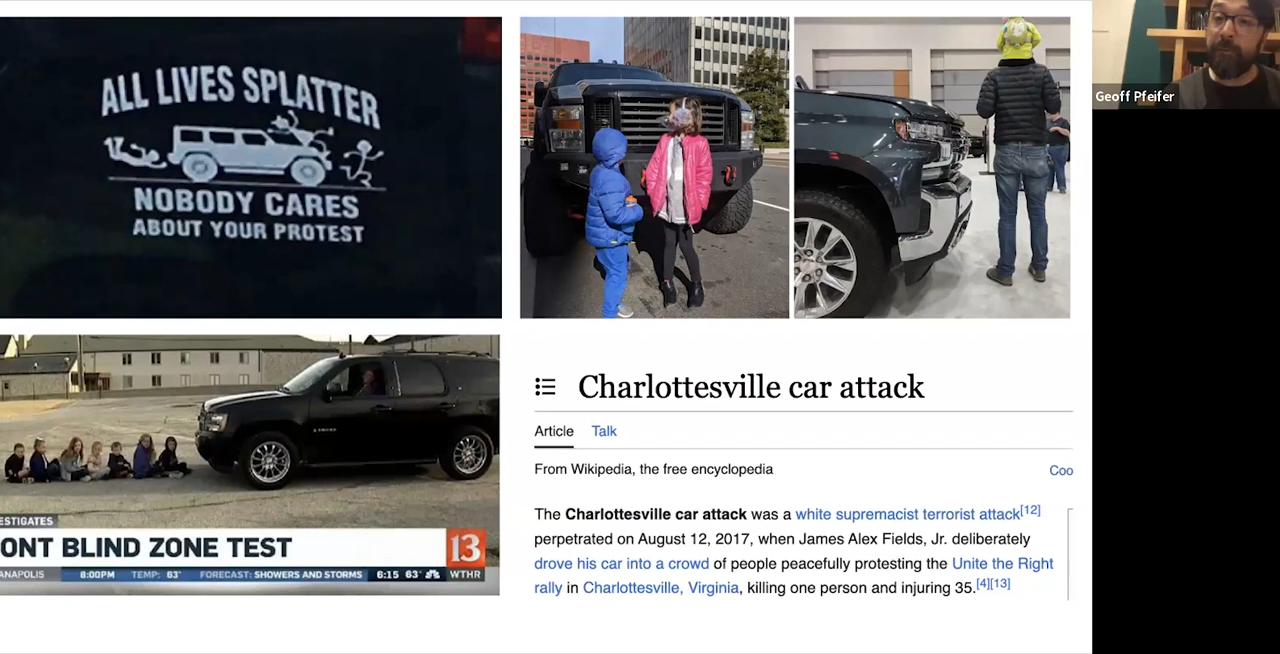 ALL LIVES SPLATTER
NOBODY CARES
ABOUT YOUR PROTEST
Geoff Pfeifer
ESTIGATES
ONT BLIND ZONE TEST
13
ANAPOLIS 6:00PM TEMP: 63° FORECAST: SHOWERS AND STORMS 6:15 63° WTHR
Charlottesville car attack
Article Talk
From Wikipedia, the free encyclopedia Coo
The Charlottesville car attack was a white supremacist terrorist attack[12]
perpetrated on August 12, 2017, when James Alex Fields, Jr. deliberately
drove his car into a crowd of people peacefully protesting the Unite the Right
rally in Charlottesville, Virginia, killing one person and injuring 35.[4][13]